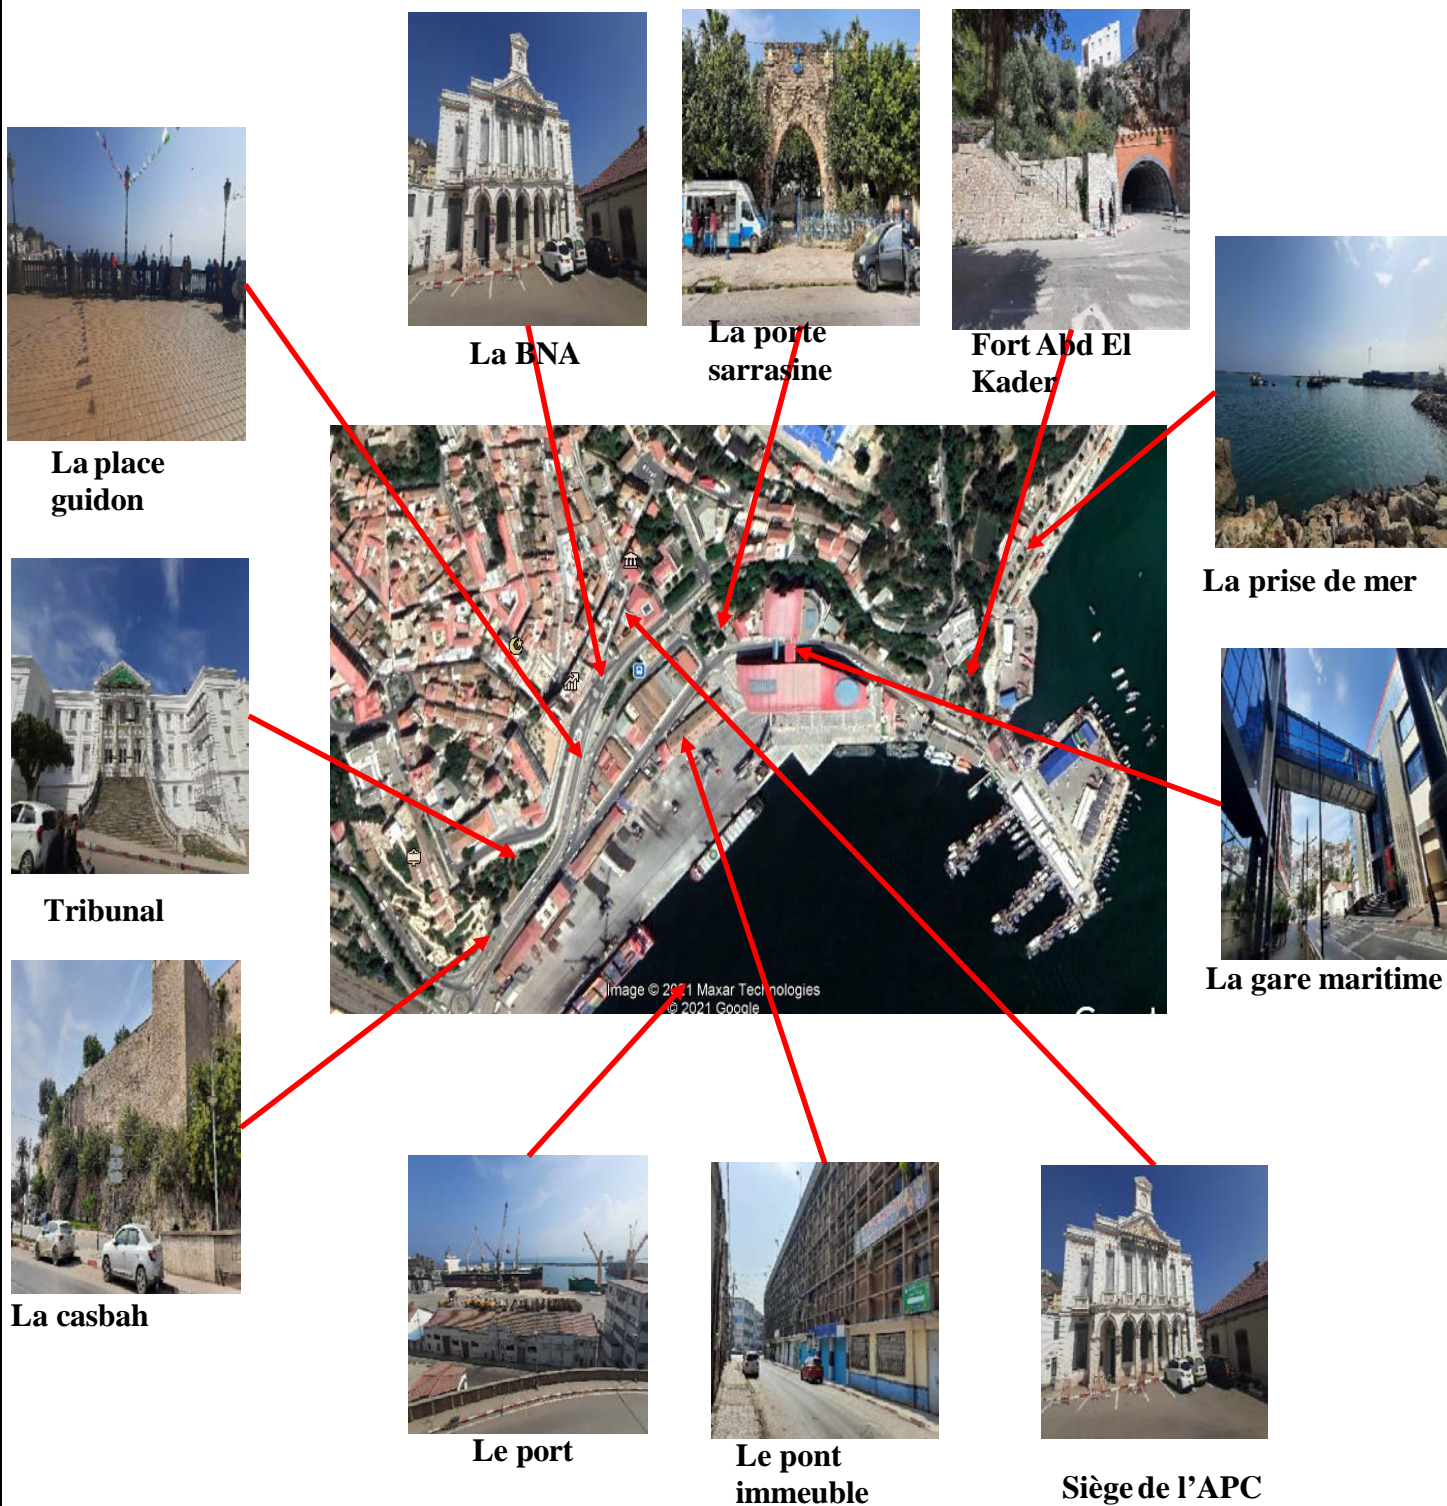 La BNA
La porte
sarrasine
Fort Abd El
Kader
La place
guidon
La prise de mer
Tribunal
La gare maritime
Image © 2021 Maxar Technologies
© 2021 Google
La casbah
Le port
Le pont
immeuble
Siège de l’APC